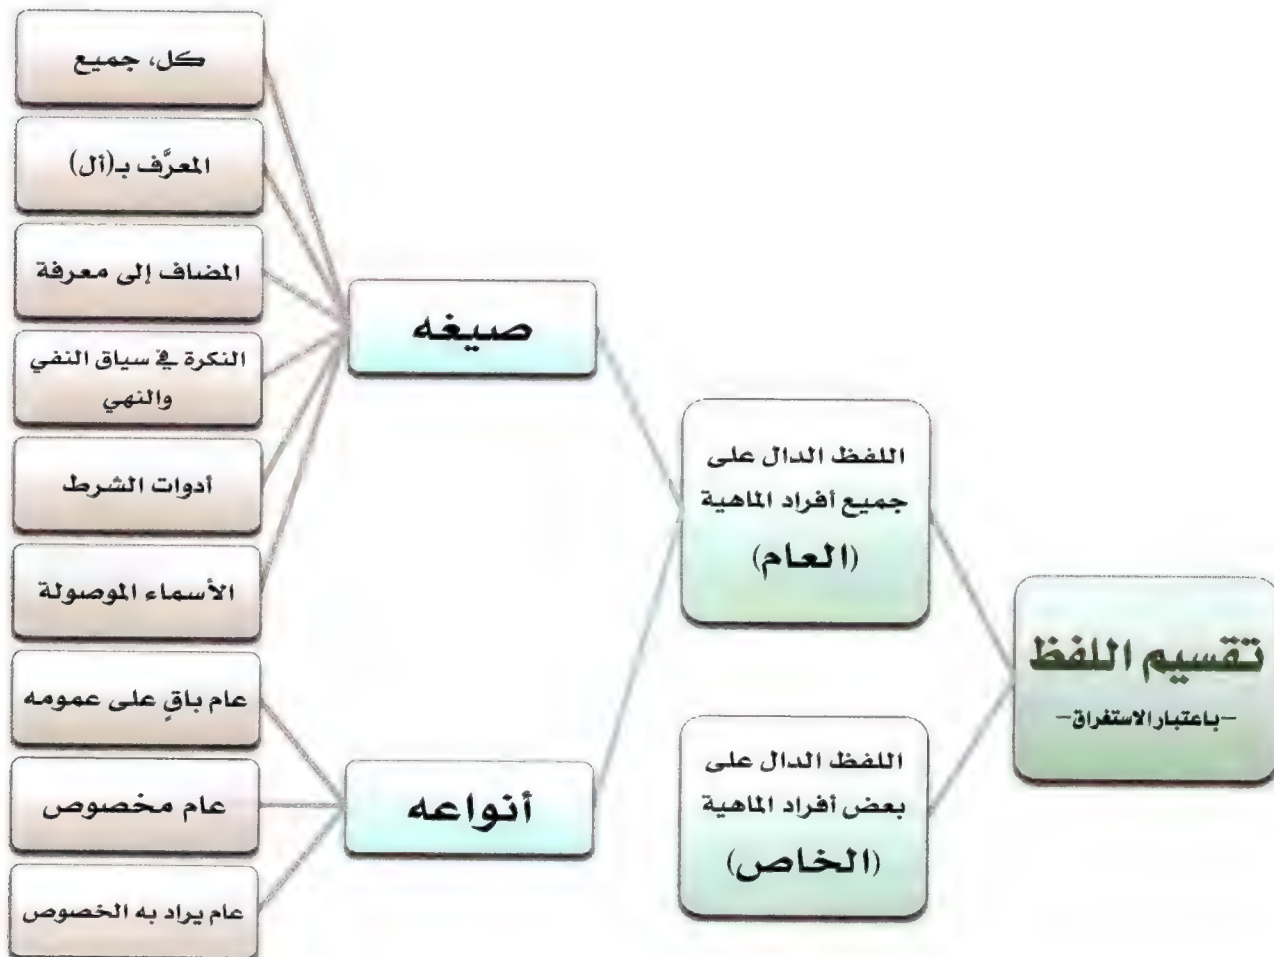 تقسيم اللفظ
-باعتبار الاستغراق-
اللفظ الدال على
جميع أفراد الماهية
(العام)
صيغه
كل، جميع
المعرَّف بـ(أل)
المضاف إلى معرفة
النكرة في سياق النفي
والنهي
أدوات الشرط
الأسماء الموصولة
أنواعه
عام باقٍ على عمومه
عام مخصوص
عام يراد به الخصوص
اللفظ الدال على
بعض أفراد الماهية
(الخاص)